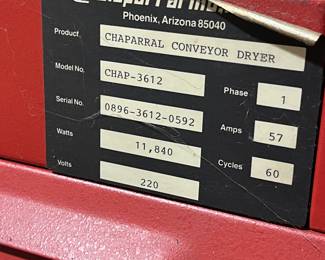 Phoenix, Arizona 85040
Product CHAPARRAL CONVEYOR DRYER
Model No. CHAP-3612 Phase 1
Serial No. 0896-3612-0592 Amps 57
Watts 11,840 Cycles 60
Volts 220